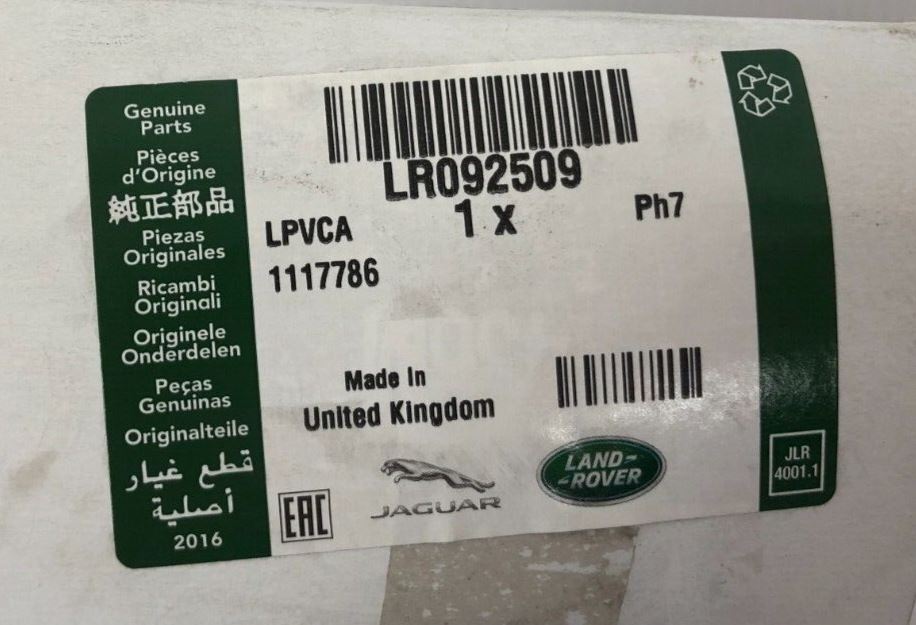 Genuine
Parts
Pièces
d'Origine
純正部品
Piezas
Originales
Ricambi
Originali
Originele
Onderdelen
Peças
Genuinas
Originalteile
قطع غيار
أصلية
2016
LR092509
1 x
Ph7
LPVCA
1117786
Made In
United Kingdom
EAC
JAGUAR
LAND-
-ROVER
JLR
4001.1